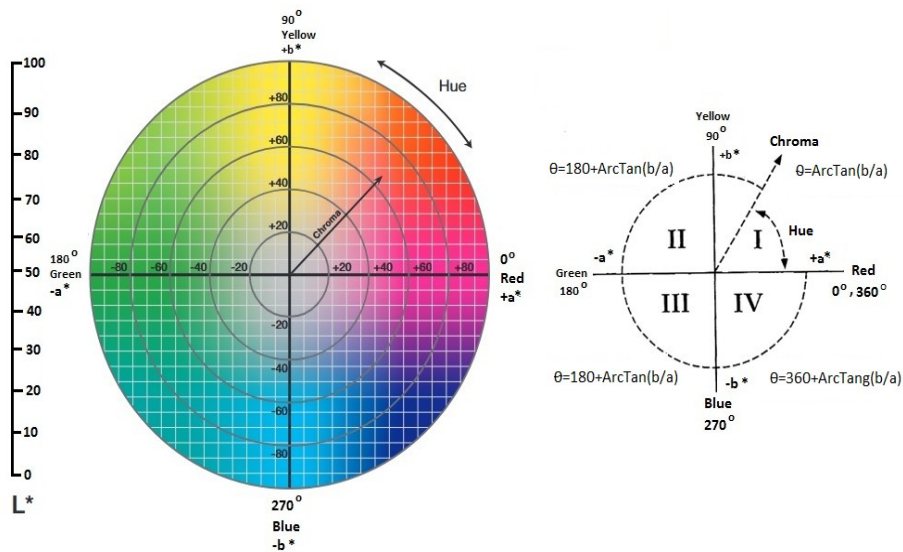 100
90
80
70
60
50
40
30
20
10
0
L*
90°
Yellow
+b*
Hue
+80
+60
+40
+20
Chroma
180°
Green
-a*
-80 -60 -40 -20 +20 +40 +60 +80
0°
Red
+a*
-20
-40
-60
-80
270°
Blue
-b *
Yellow
90°
+b*
Chroma
θ=180+ArcTan(b/a)
θ=ArcTan(b/a)
Hue
II I
-a*
+a*
Green
180°
Red
0°,360°
III IV
θ=180+ArcTan(b/a)
θ=360+ArcTang(b/a)
-b *
Blue
270°